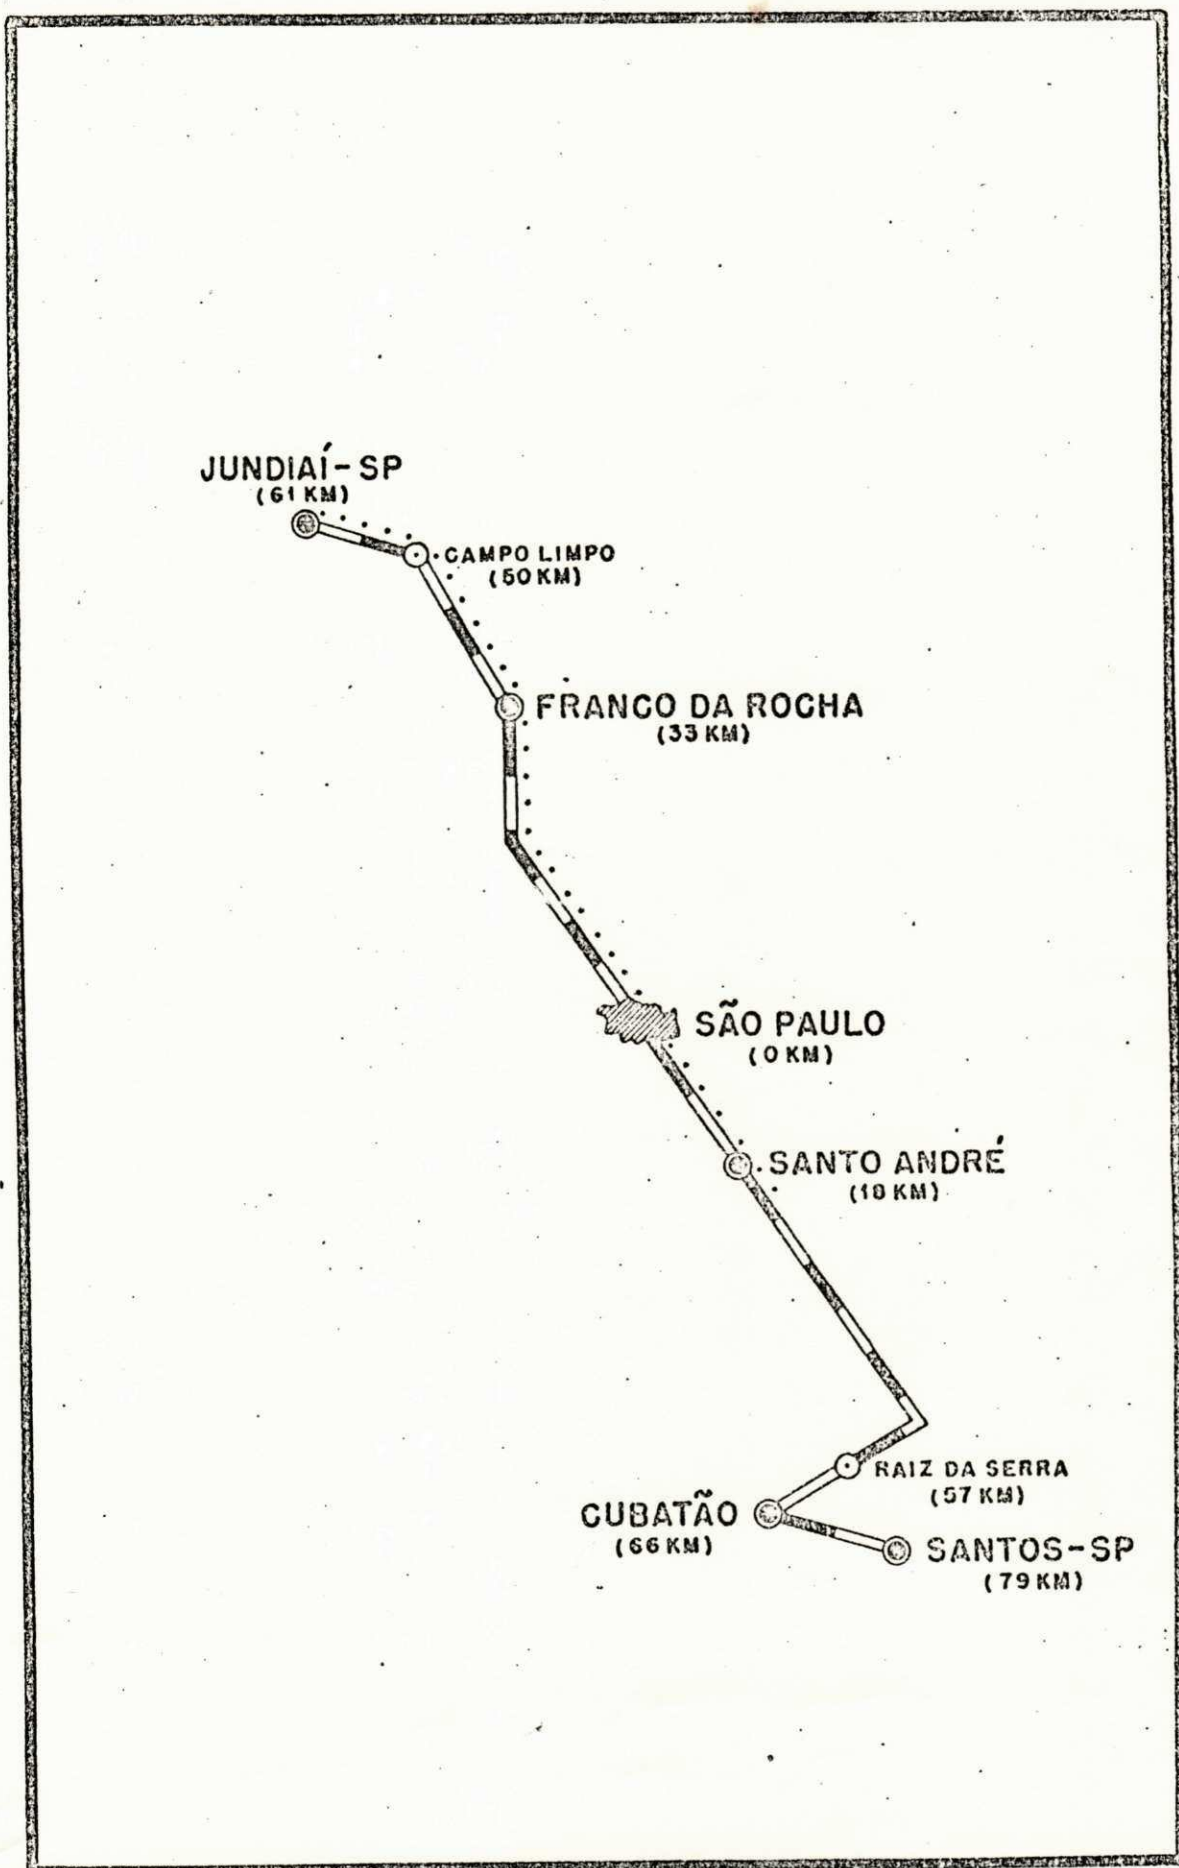 JUNDIAÍ-SP
(61 KM)
CAMPO LIMPO
(50 KM)
FRANCO DA ROCHA
(33 KM)
SÃO PAULO
(0 KM)
SANTO ANDRÉ
(18 KM)
RAIZ DA SERRA
(57 KM)
CUBATÃO
(66 KM)
SANTOS-SP
(79 KM)